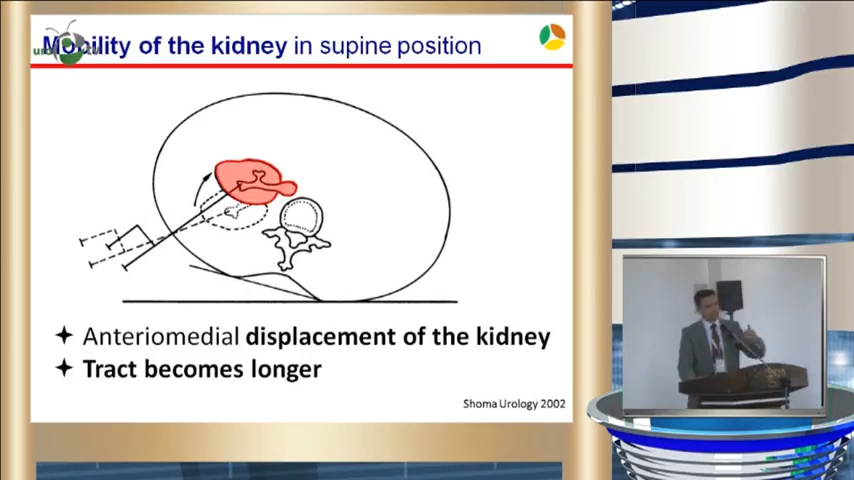 Mobility of the kidney in supine position
✦ Anteriomedial displacement of the kidney
✦ Tract becomes longer
Shoma Urology 2002